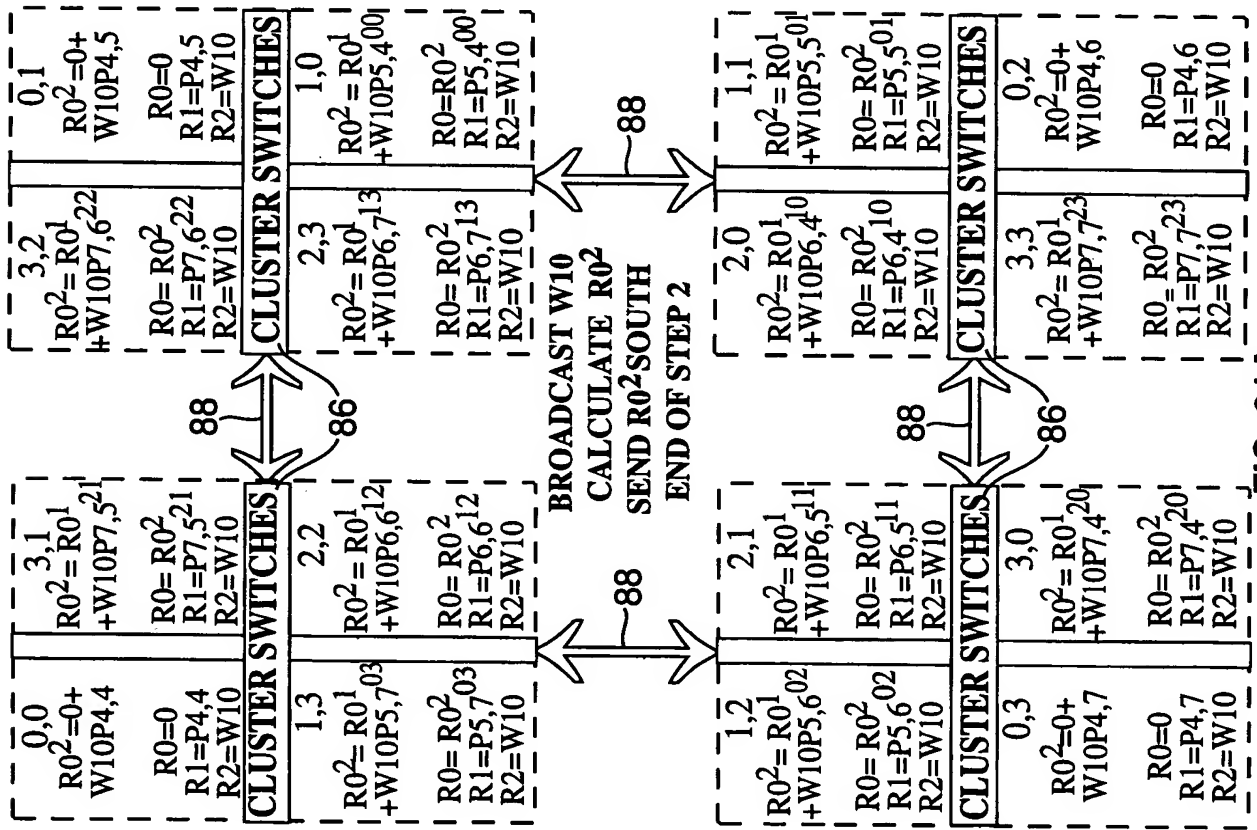 0,0
R0²=0+
W10P4,4
R0=0
R1=P4,4
R2=W10
3,1
R0²= R0¹
+W10P7,5²¹
R0= R0²
R1=P7,5²¹
R2=W10
CLUSTER SWITCHES
1,3
R0²= R0¹
+W10P5,7⁰³
R0= R0²
R1=P5,7⁰³
R2=W10
2,2
R0²= R0¹
+W10P6,6¹²
R0= R0²
R1=P6,6¹²
R2=W10
88
86
3,2
R0²= R0¹
+W10P7,6²²
R0= R0²
R1=P7,6²²
R2=W10
0,1
R0²=0+
W10P4,5
R0=0
R1=P4,5
R2=W10
CLUSTER SWITCHES
2,3
R0²= R0¹
+W10P6,7¹³
R0= R0²
R1=P6,7¹³
R2=W10
1,0
R0²= R0¹
+W10P5,4⁰⁰
R0=R0²
R1=P5,4⁰⁰
R2=W10
88
BROADCAST W10
CALCULATE R0²
SEND R0² SOUTH
END OF STEP 2
88
1,2
R0²= R0¹
+W10P5,6⁰²
R0= R0²
R1=P5,6⁰²
R2=W10
2,1
R0²= R0¹
+W10P6,5¹¹
R0= R0²
R1=P6,5¹¹
R2=W10
CLUSTER SWITCHES
0,3
R0²=0+
W10P4,7
R0=0
R1=P4,7
R2=W10
3,0
R0²= R0¹
+W10P7,4²⁰
R0= R0²
R1=P7,4²⁰
R2=W10
88
86
2,0
R0²= R0¹
+W10P6,4¹⁰
R0= R0²
R1=P6,4¹⁰
R2=W10
1,1
R0²= R0¹
+W10P5,5⁰¹
R0= R0²
R1=P5,5⁰¹
R2=W10
CLUSTER SWITCHES
3,3
R0²= R0¹
+W10P7,7²³
R0= R0²
R1=P7,7²³
R2=W10
0,2
R0²=0+
W10P4,6
R0=0
R1=P4,6
R2=W10